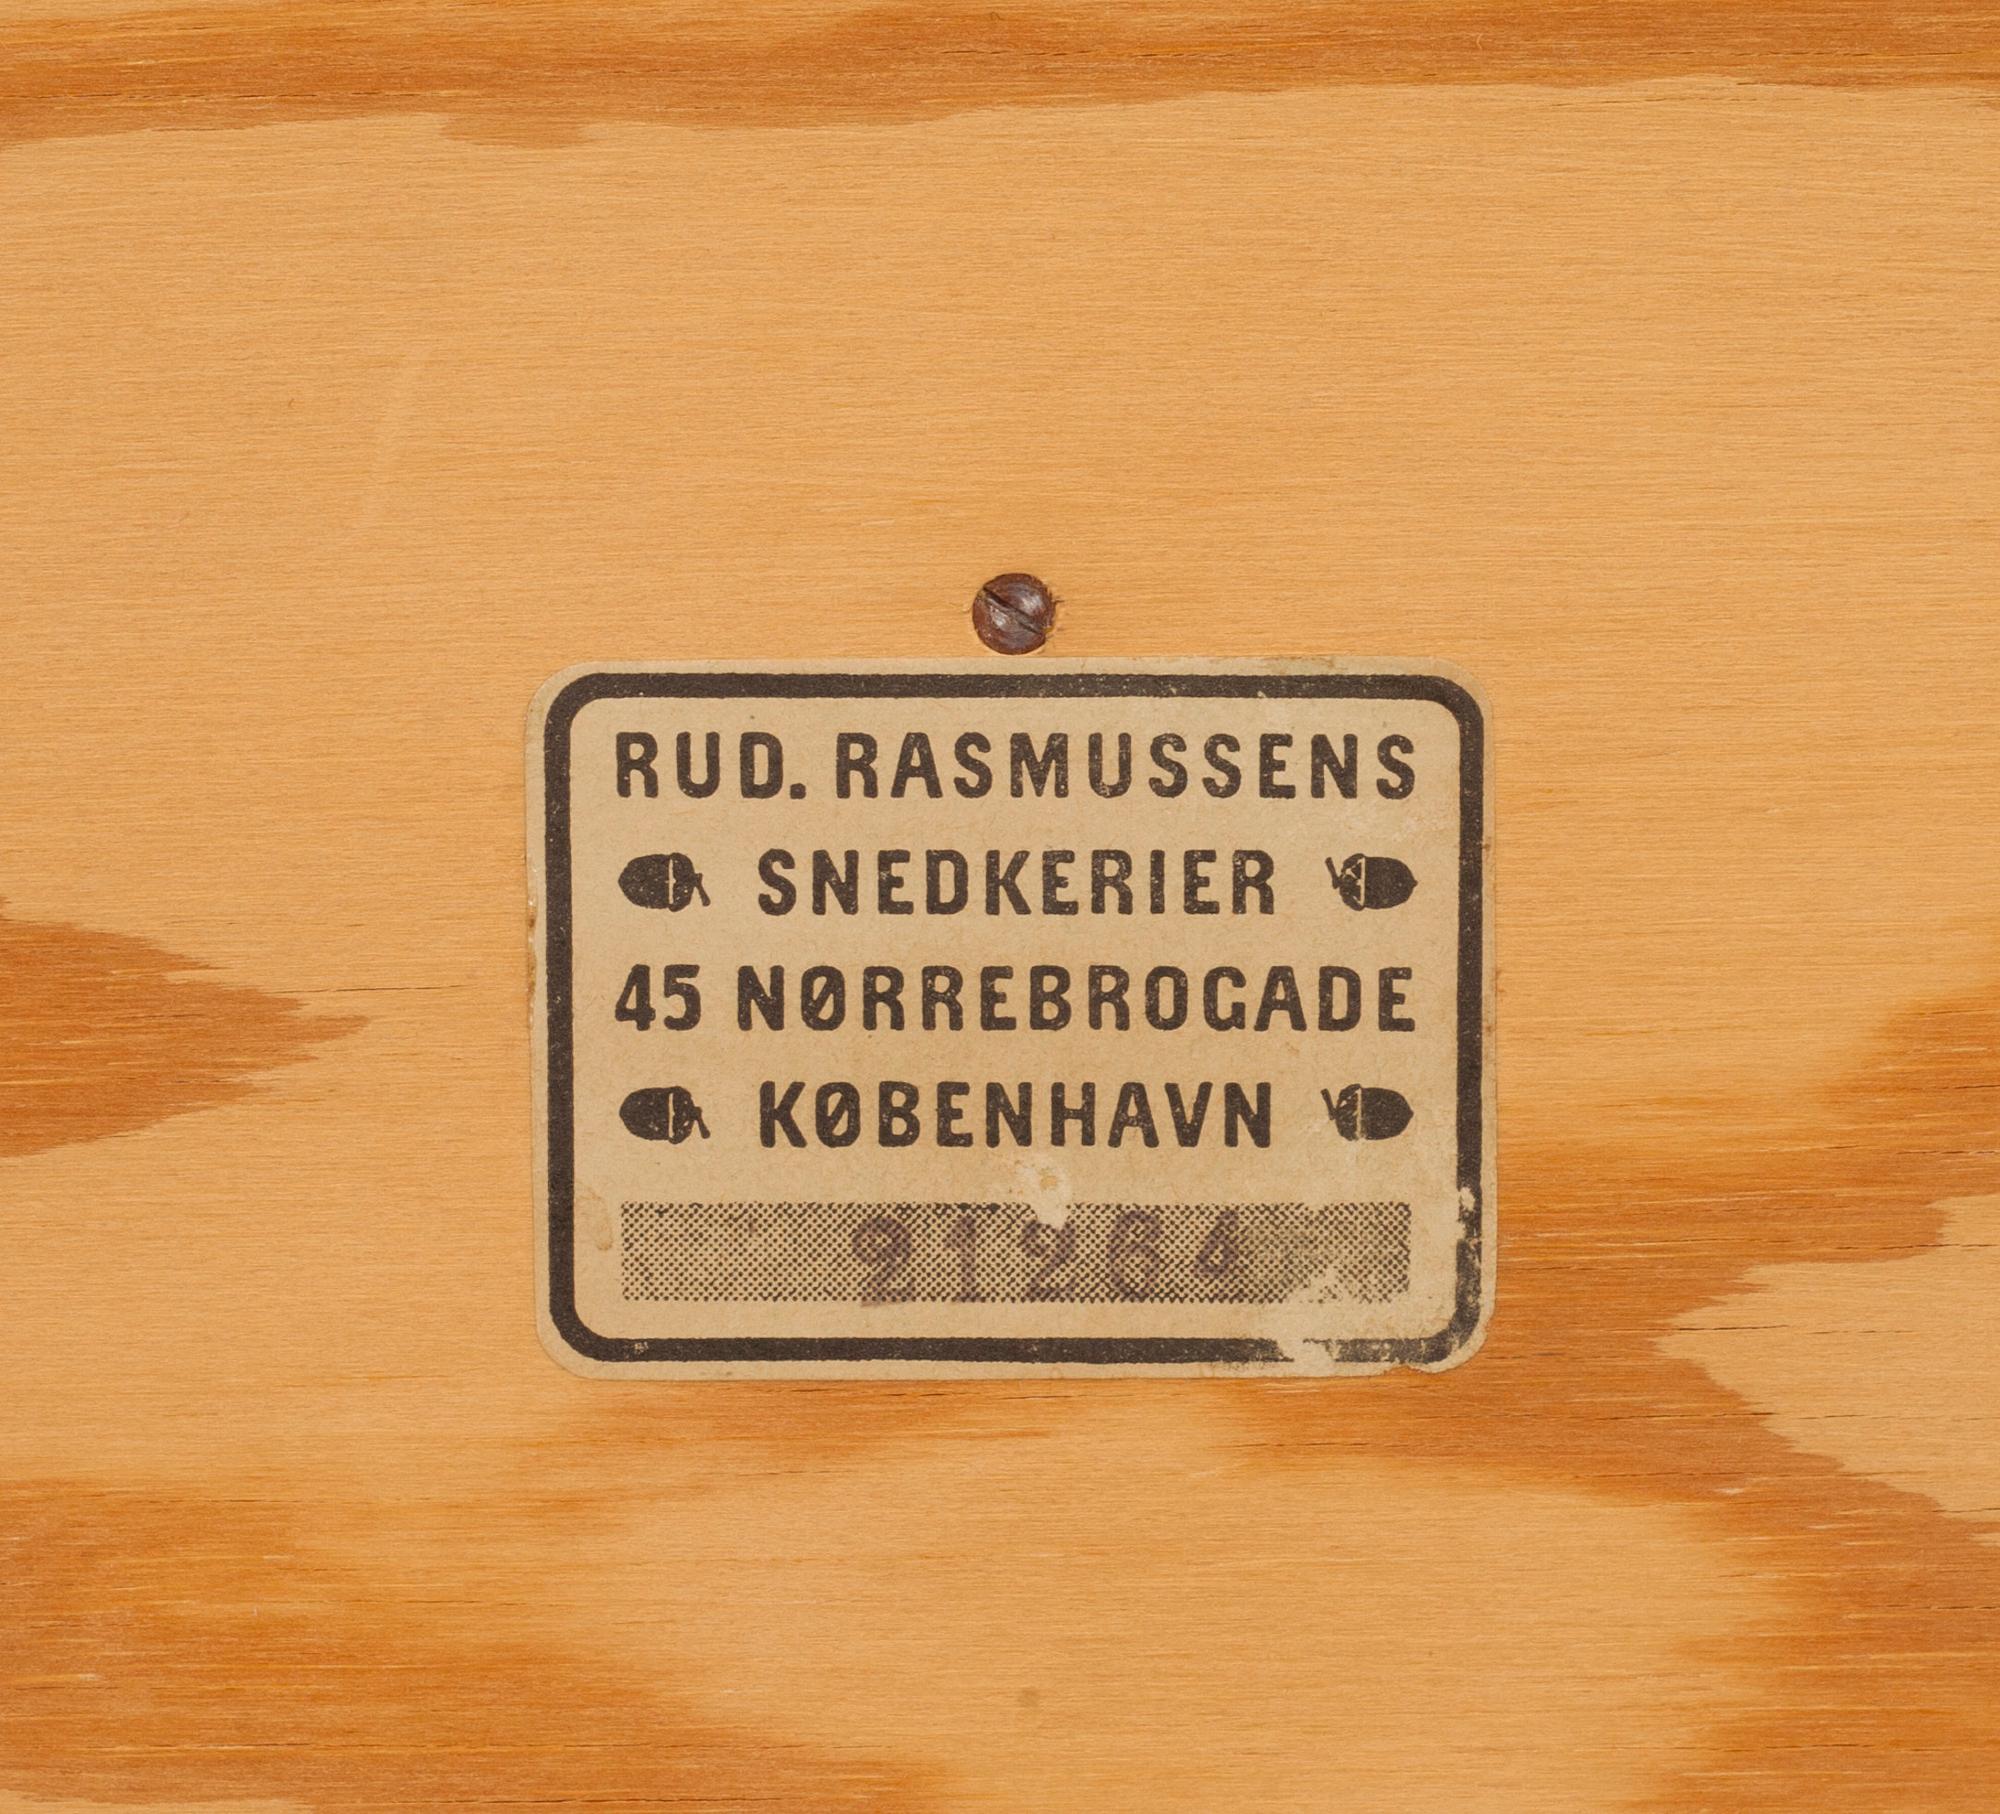 RUD. RASMUSSENS
SNEDKERIER
45 NØRREBROGADE
KØBENHAVN
91264